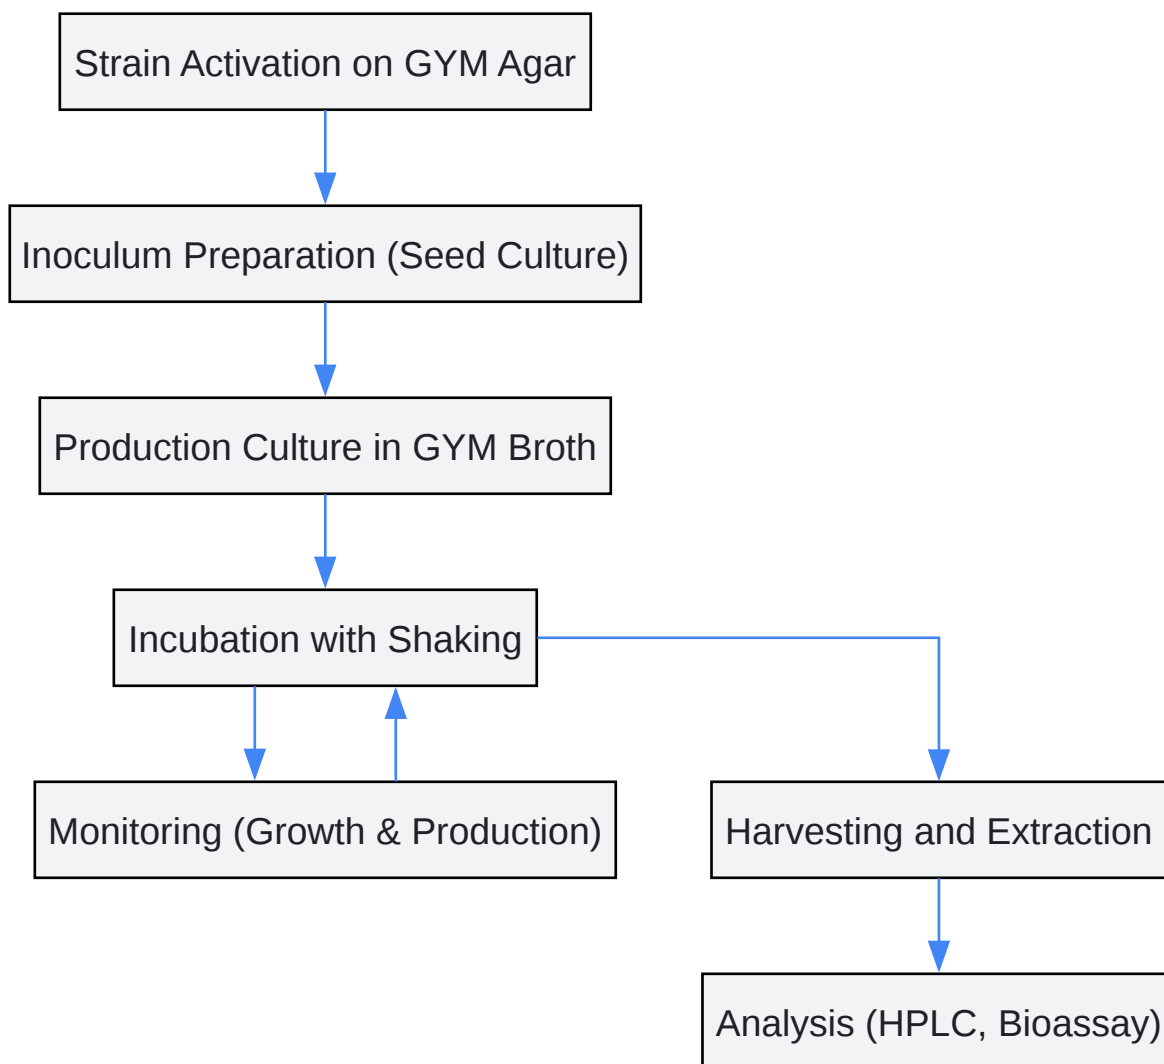 Strain Activation on GYM Agar
Inoculum Preparation (Seed Culture)
Production Culture in GYM Broth
Incubation with Shaking
Monitoring (Growth & Production)
Harvesting and Extraction
Analysis (HPLC, Bioassay)